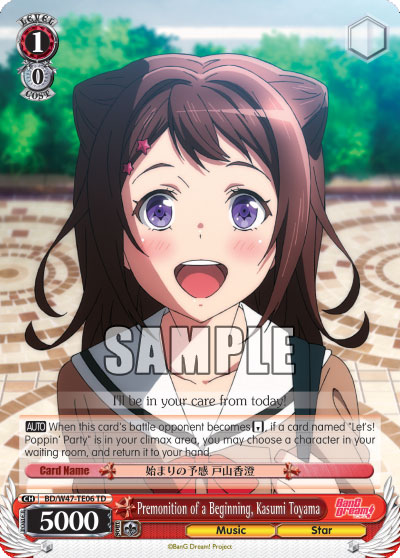 LEVEL
1
0
COST
SAMPLE
I'll be in your care from today!
AUTO When this card's battle opponent becomes, if a card named "Let's!
Poppin' Party" is in your climax area, you may choose a character in your
waiting room, and return it to your hand.
Card Name 始まりの予感 戸山香澄
CH BD/W47-TE06 TD
Premonition of a Beginning, Kasumi Toyama
BanG Dream!
POWER
5000
SOUL
Music Star
©BanG Dream! Project